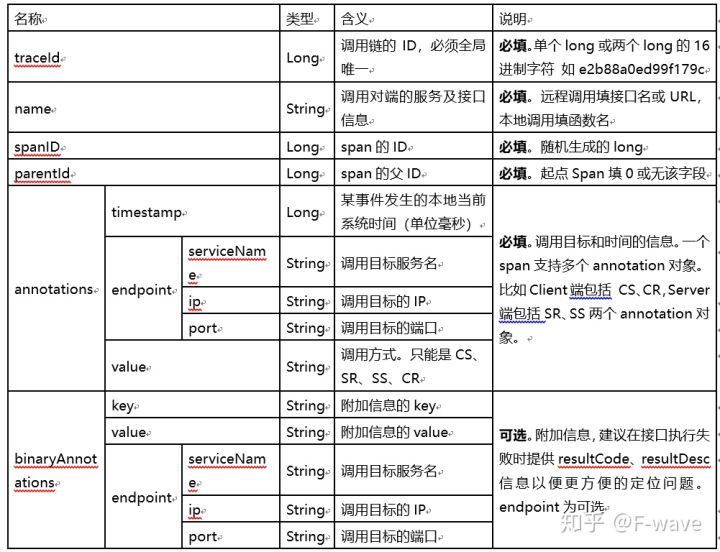 名称 类型 含义 说明
traceId Long 调用链的 ID，必须全局
唯一
必填。单个 long 或两个 long 的 16
进制字符 如 e2b88a0ed99f179c
name String 调用对端的服务及接口
信息
必填。远程调用填接口名或 URL，
本地调用填函数名
spanID Long span 的 ID 必填。随机生成的 long
parentId Long span 的父 ID 必填。起点 Span 填 0 或无该字段
annotations
timestamp Long 某事件发生的本地当前
系统时间（单位毫秒）
endpoint
serviceNam
e
String 调用目标服务名
ip String 调用目标的 IP
port String 调用目标的端口
value String 调用方式。只能是 CS、
SR、SS、CR
必填。调用目标和时间的信息。一个
span 支持多个 annotation 对象。
比如 Client 端包括 CS、CR，Server
端包括 SR、SS 两个 annotation 对
象。
binaryAnnot
ations
key String 附加信息的 key
value String 附加信息的 value
endpoint
serviceNam
e
String 调用目标服务名
ip String 调用目标的 IP
port String 调用目标的端口
可选。附加信息，建议在接口执行失
败时提供 resultCode、resultDesc
信息以便更方便的定位问题。
endpoint 为可选
知乎 @F-wave